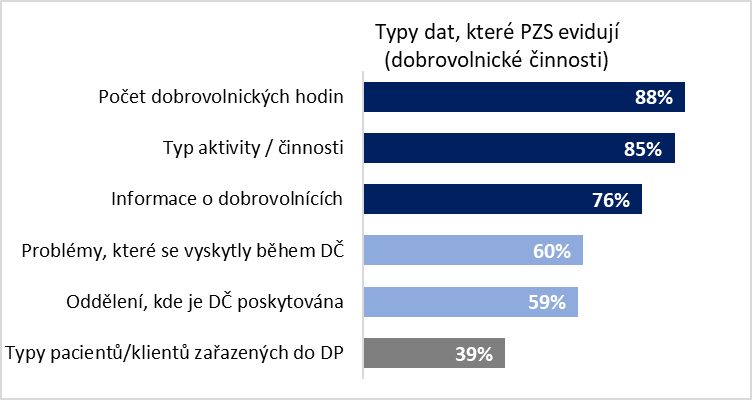 Typy dat, které PZS evidují
(dobrovolnické činnosti)
Počet dobrovolnických hodin 88%
Typ aktivity / činnosti 85%
Informace o dobrovolnících 76%
Problémy, které se vyskytly během DČ 60%
Oddělení, kde je DČ poskytována 59%
Typy pacientů/klientů zařazených do DP 39%